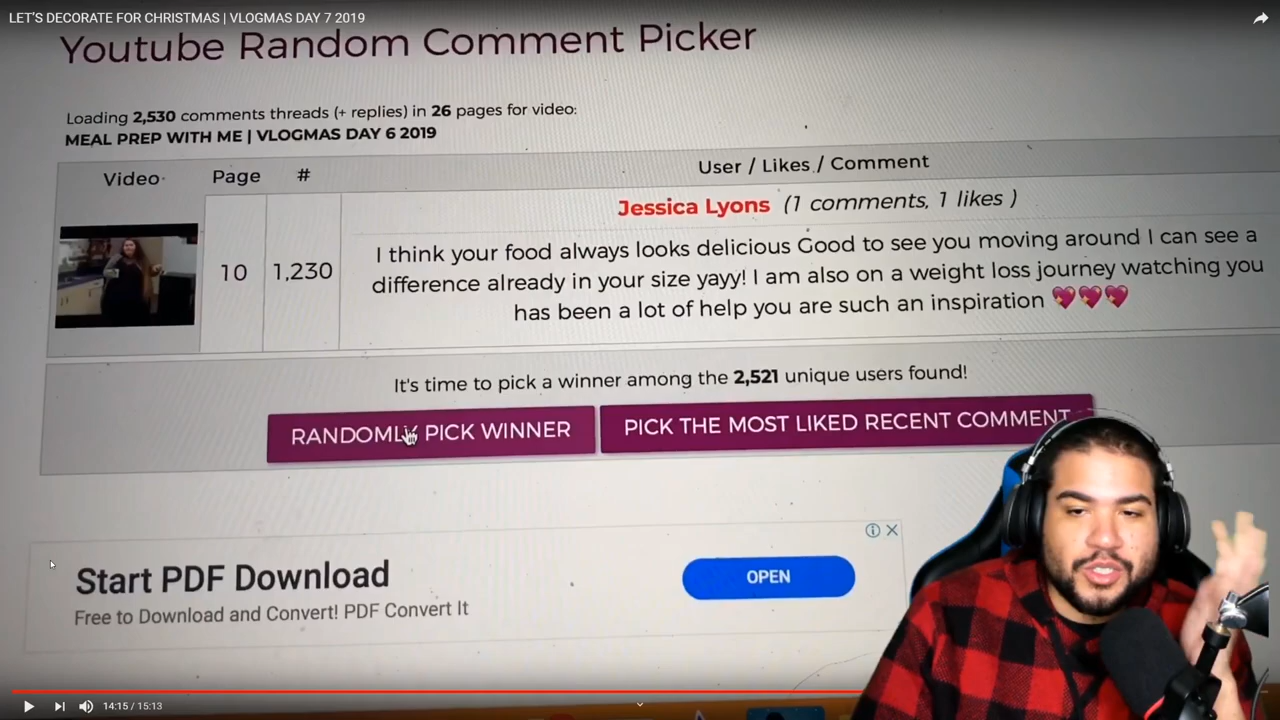 LET'S DECORATE FOR CHRISTMAS | VLOGMAS DAY 7 2019
Youtube Random Comment Picker
Loading 2,530 comments threads (+ replies) in 26 pages for video:
MEAL PREP WITH ME | VLOGMAS DAY 6 2019
Video Page # User / Likes / Comment
Jessica Lyons (1 comments, 1 likes )
10 1,230
I think your food always looks delicious Good to see you moving around I can see a
difference already in your size yayy! I am also on a weight loss journey watching you
has been a lot of help you are such an inspiration 💖💖💖
It's time to pick a winner among the 2,521 unique users found!
RANDOMLY PICK WINNER
PICK THE MOST LIKED RECENT COMMENT
Start PDF Download
Free to Download and Convert! PDF Convert It
OPEN
14:15 / 15:13